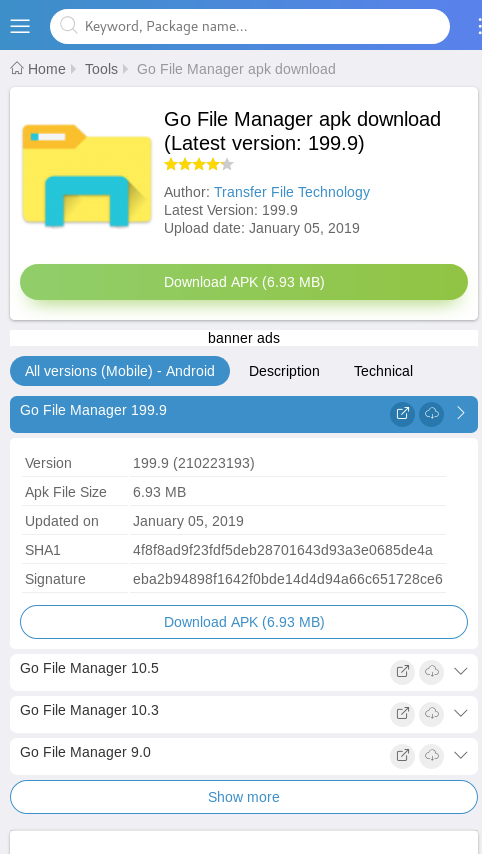 Keyword, Package name...
Home Tools Go File Manager apk download
Go File Manager apk download
(Latest version: 199.9)
Author: Transfer File Technology
Latest Version: 199.9
Upload date: January 05, 2019
Download APK (6.93 MB)
banner ads
All versions (Mobile) - Android Description Technical
Go File Manager 199.9
Version 199.9 (210223193)
Apk File Size 6.93 MB
Updated on January 05, 2019
SHA1 4f8f8ad9f23fdf5deb28701643d93a3e0685de4a
Signature eba2b94898f1642f0bde14d4d94a66c651728ce6
Download APK (6.93 MB)
Go File Manager 10.5
Go File Manager 10.3
Go File Manager 9.0
Show more